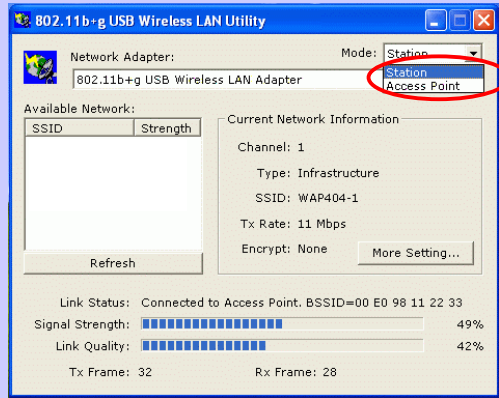 802.11b+g USB Wireless LAN Utility
Network Adapter:
Mode: Station
802.11b+g USB Wireless LAN Adapter
Station
Access Point
Available Network:
SSID Strength
Refresh
Current Network Information
Channel: 1
Type: Infrastructure
SSID: WAP404-1
Tx Rate: 11 Mbps
Encrypt: None
More Setting...
Link Status: Connected to Access Point. BSSID=00 E0 98 11 22 33
Signal Strength: 49%
Link Quality: 42%
Tx Frame: 32 Rx Frame: 28